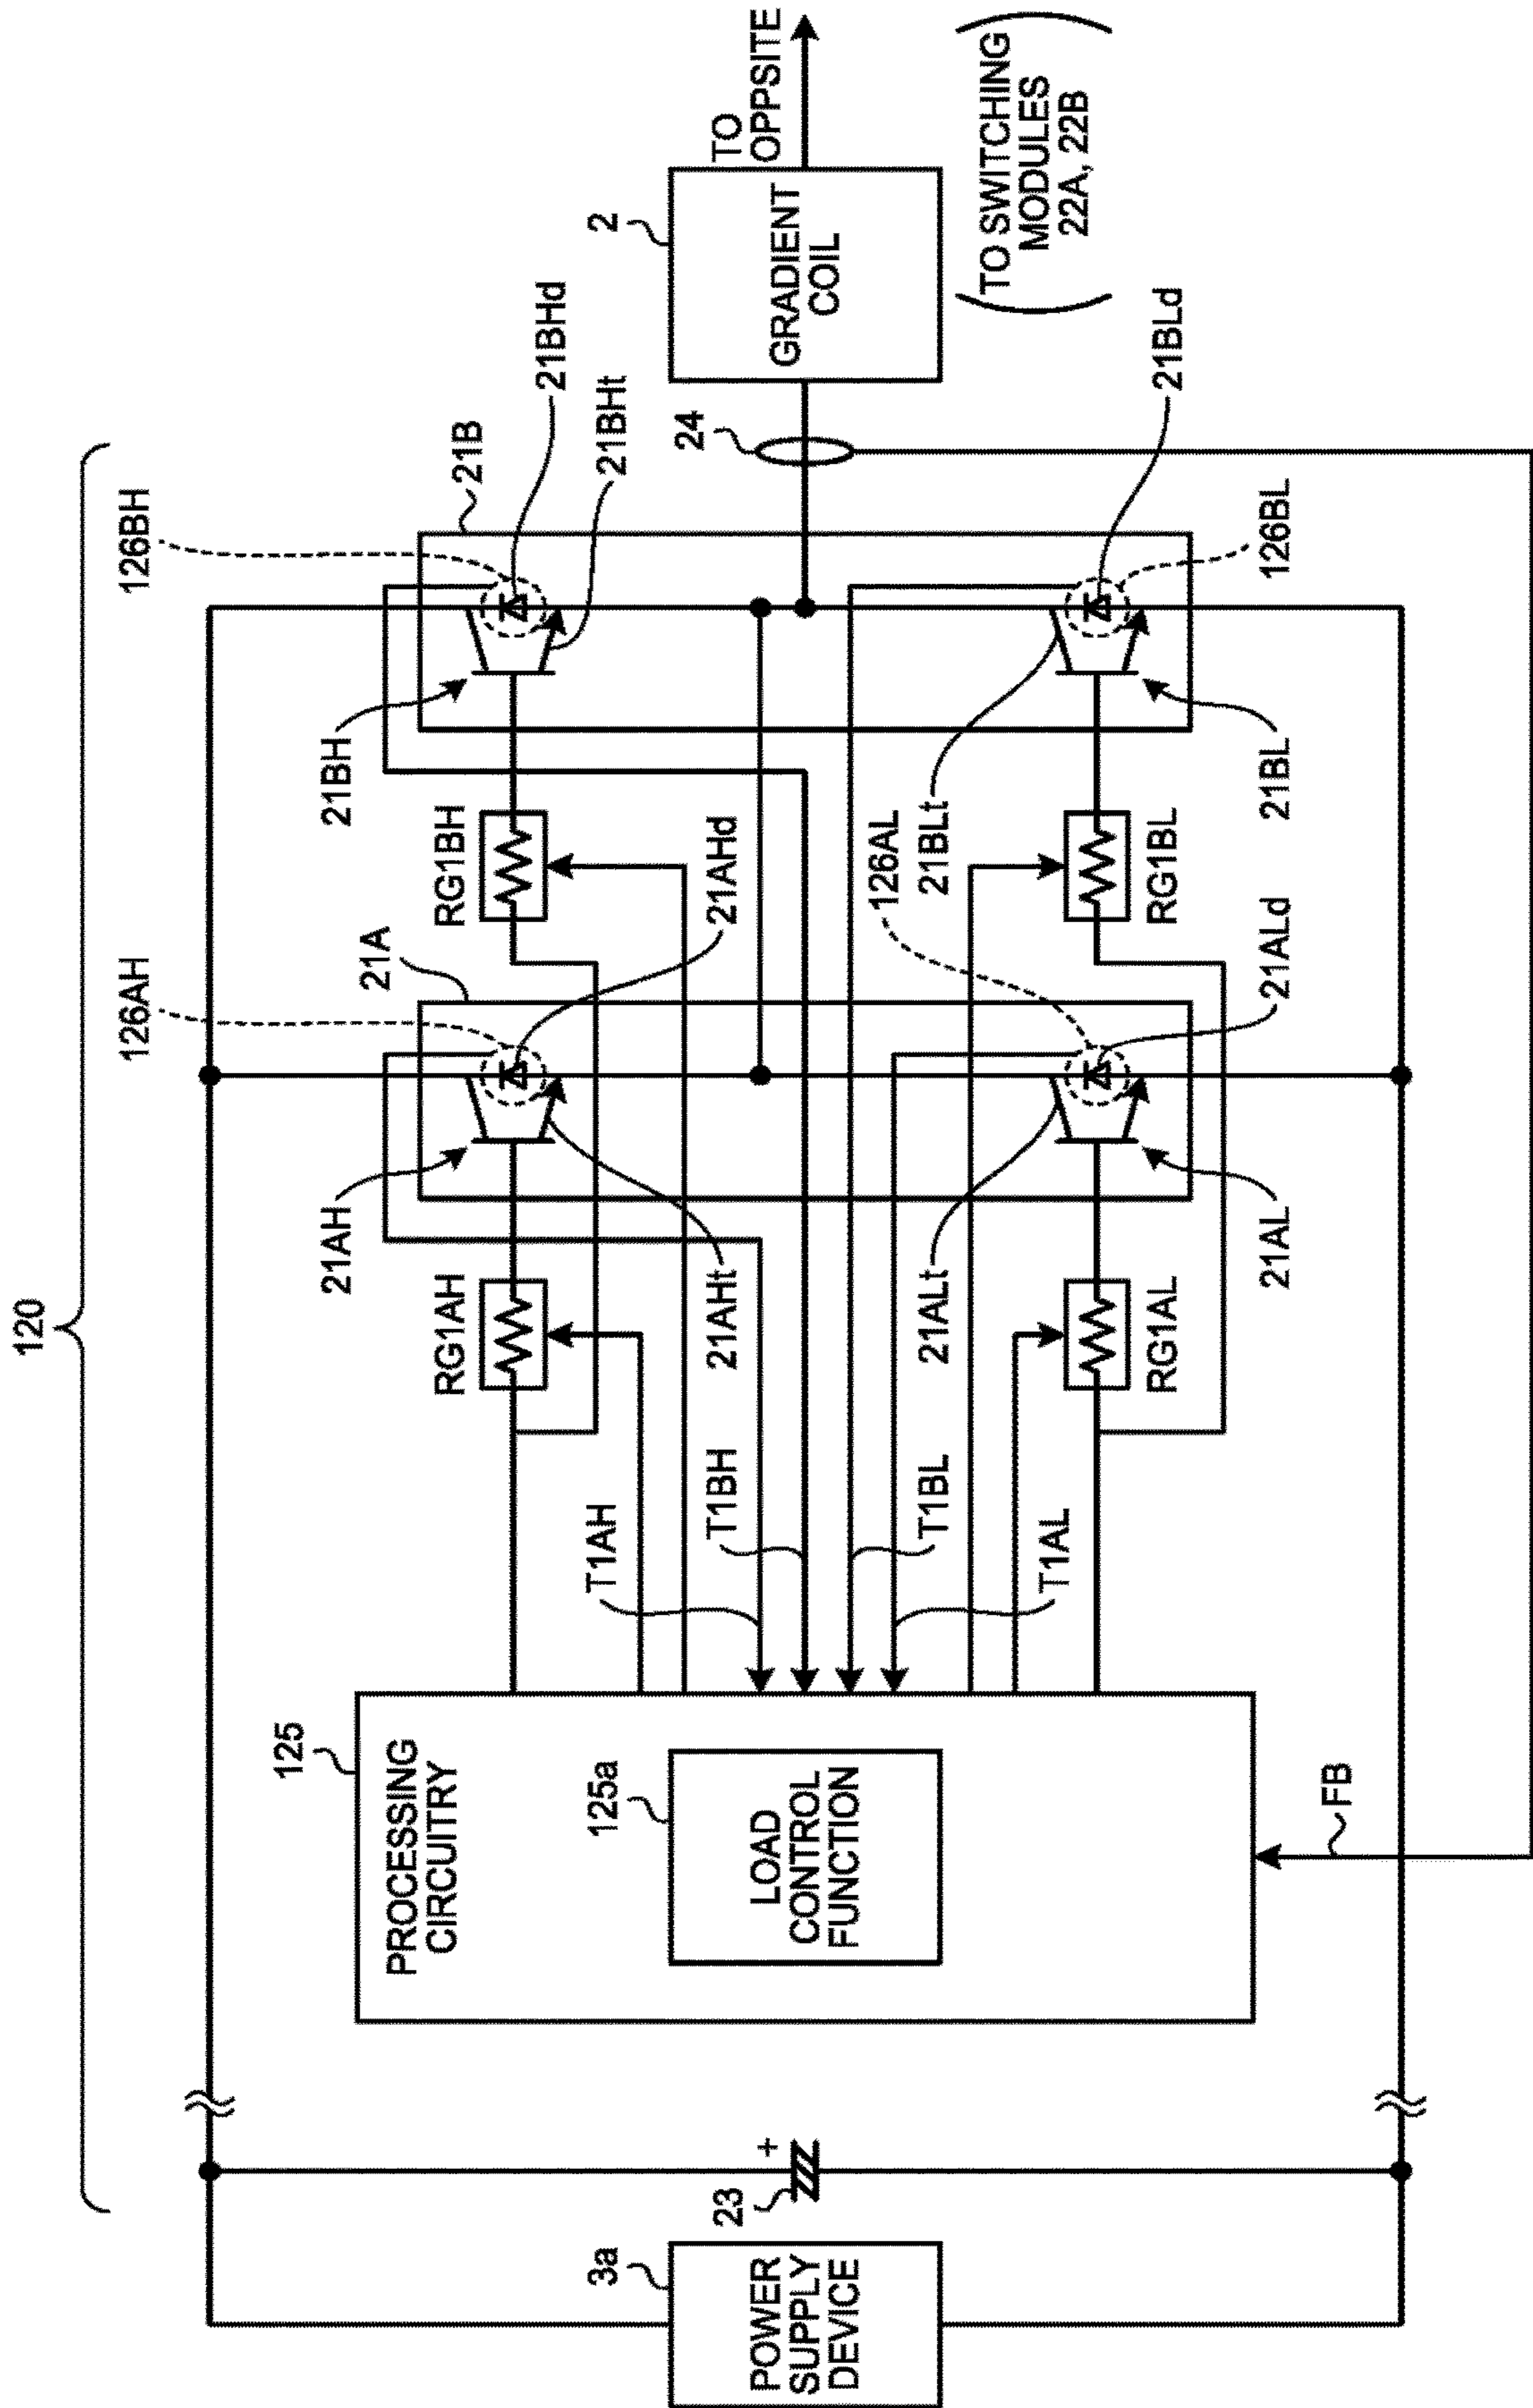 120
3a
POWER
SUPPLY
DEVICE
23
+
125
PROCESSING
CIRCUITRY
125a
LOAD
CONTROL
FUNCTION
FB
T1AH
T1BH
T1BL
T1AL
RG1AH
RG1AL
21AH
21AHt
21ALt
21AL
126AH
21A
21AHd
126AL
21ALd
RG1BH
RG1BL
21BH
21BLt
21BL
126BH
21B
21BHt
21BHd
126BL
21BLd
24
2
GRADIENT
COIL
TO
OPPSITE
(TO SWITCHING
MODULES
22A, 22B)